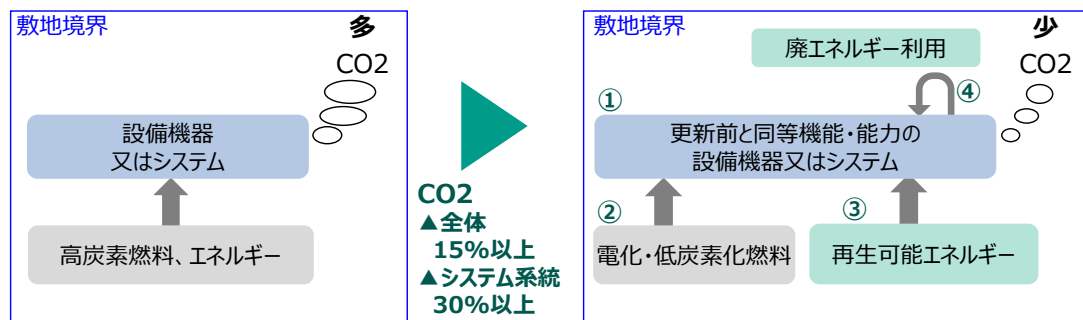 敷地境界
多
CO2
設備機器
又はシステム
高炭素燃料、エネルギー
CO2
▲全体
15%以上
▲システム系統
30%以上
敷地境界
少
廃エネルギー利用
CO2
①
④
更新前と同等機能・能力の
設備機器又はシステム
②
③
電化・低炭素化燃料
再生可能エネルギー